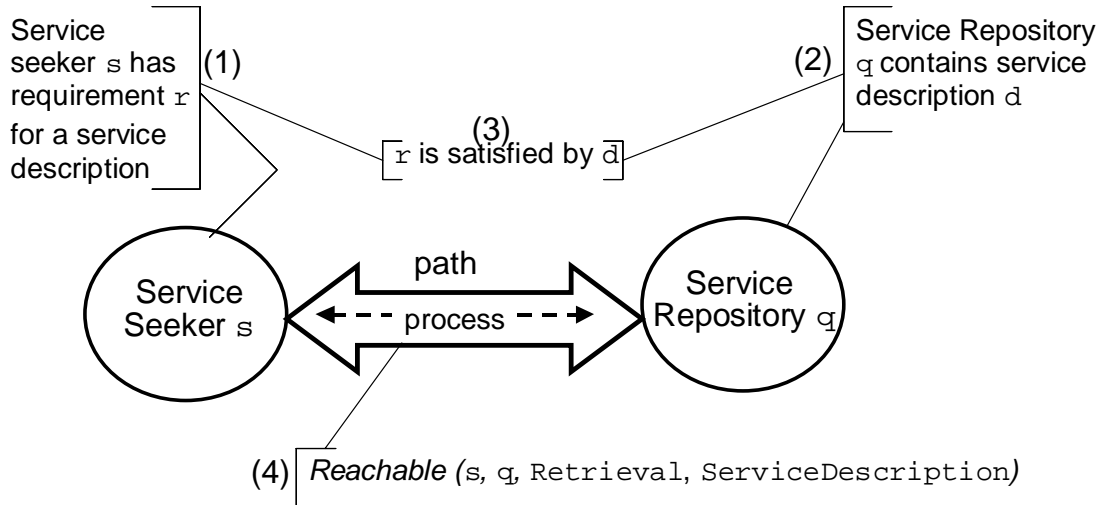 Service
seeker s has
requirement r
for a service
description
(1)
(2)
Service Repository
q contains service
description d
(3)
r is satisfied by d
path
process
Service
Seeker s
Service
Repository q
(4)
Reachable (s, q, Retrieval, ServiceDescription)